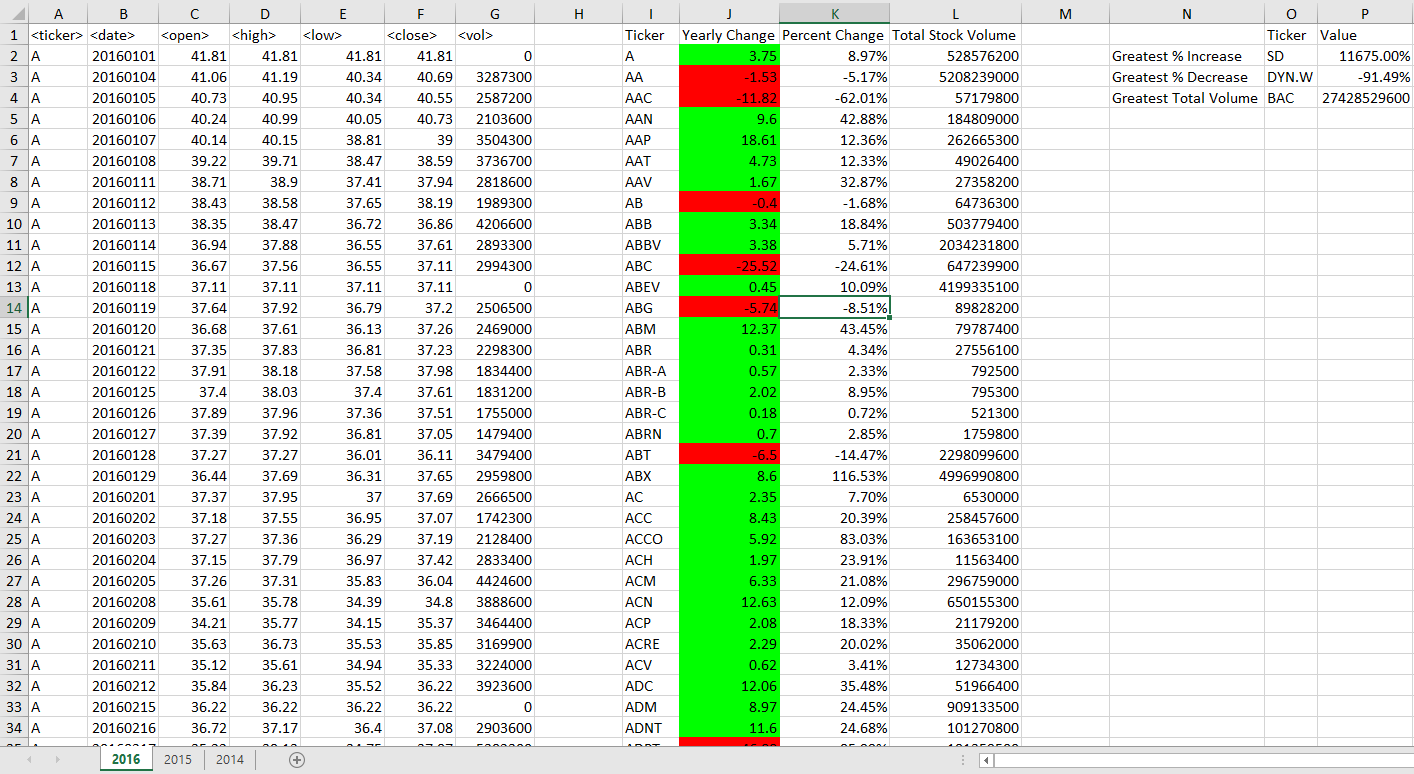 A B C D E F G H I J K L M N O P
1 <ticker> <date> <open> <high> <low> <close> <vol> Ticker Yearly Change Percent Change Total Stock Volume Ticker Value
2 A 20160101 41.81 41.81 41.81 41.81 0 A 3.75 8.97% 528576200 Greatest % Increase SD 11675.00%
3 A 20160104 41.06 41.19 40.34 40.69 3287300 AA -1.53 -5.17% 5208239000 Greatest % Decrease DYN.W -91.49%
4 A 20160105 40.73 40.95 40.34 40.55 2587200 AAC -11.82 -62.01% 57179800 Greatest Total Volume BAC 27428529600
5 A 20160106 40.24 40.99 40.05 40.73 2103600 AAN 9.6 42.88% 184809000
6 A 20160107 40.14 40.15 38.81 39 3504300 AAP 18.61 12.36% 262665300
7 A 20160108 39.22 39.71 38.47 38.59 3736700 AAT 4.73 12.33% 49026400
8 A 20160111 38.71 38.9 37.41 37.94 2818600 AAV 1.67 32.87% 27358200
9 A 20160112 38.43 38.58 37.65 38.19 1989300 AB -0.4 -1.68% 64736300
10 A 20160113 38.35 38.47 36.72 36.86 4206600 ABB 3.34 18.84% 503779400
11 A 20160114 36.94 37.88 36.55 37.61 2893300 ABBV 3.38 5.71% 2034231800
12 A 20160115 36.67 37.56 36.55 37.11 2994300 ABC -25.52 -24.61% 647239900
13 A 20160118 37.11 37.11 37.11 37.11 0 ABEV 0.45 10.09% 4199335100
14 A 20160119 37.64 37.92 36.79 37.2 2506500 ABG -5.74 -8.51% 89828200
15 A 20160120 36.68 37.61 36.13 37.26 2469000 ABM 12.37 43.45% 79787400
16 A 20160121 37.35 37.83 36.81 37.23 2298300 ABR 0.31 4.34% 27556100
17 A 20160122 37.91 38.18 37.58 37.98 1834400 ABR-A 0.57 2.33% 792500
18 A 20160125 37.4 38.03 37.4 37.61 1831200 ABR-B 2.02 8.95% 795300
19 A 20160126 37.89 37.96 37.36 37.51 1755000 ABR-C 0.18 0.72% 521300
20 A 20160127 37.39 37.92 36.81 37.05 1479400 ABRN 0.7 2.85% 1759800
21 A 20160128 37.27 37.27 36.01 36.11 3479400 ABT -6.5 -14.47% 2298099600
22 A 20160129 36.44 37.69 36.31 37.65 2959800 ABX 8.6 116.53% 4996990800
23 A 20160201 37.37 37.95 37 37.69 2666500 AC 2.35 7.70% 6530000
24 A 20160202 37.18 37.55 36.95 37.07 1742300 ACC 8.43 20.39% 258457600
25 A 20160203 37.27 37.36 36.29 37.19 2128400 ACCO 5.92 83.03% 163653100
26 A 20160204 37.15 37.79 36.97 37.42 2833400 ACH 1.97 23.91% 11563400
27 A 20160205 37.26 37.31 35.83 36.04 4424600 ACM 6.33 21.08% 296759000
28 A 20160208 35.61 35.78 34.39 34.8 3888600 ACN 12.63 12.09% 650155300
29 A 20160209 34.21 35.77 34.15 35.37 3464400 ACP 2.08 18.33% 21179200
30 A 20160210 35.63 36.73 35.53 35.85 3169900 ACRE 2.29 20.02% 35062000
31 A 20160211 35.12 35.61 34.94 35.33 3224000 ACV 0.62 3.41% 12734300
32 A 20160212 35.84 36.23 35.52 36.22 3923600 ADC 12.06 35.48% 51966400
33 A 20160215 36.22 36.22 36.22 36.22 0 ADM 8.97 24.45% 909133500
34 A 20160216 36.72 37.17 36.4 37.08 2903600 ADNT 11.6 24.68% 101270800
2016 2015 2014